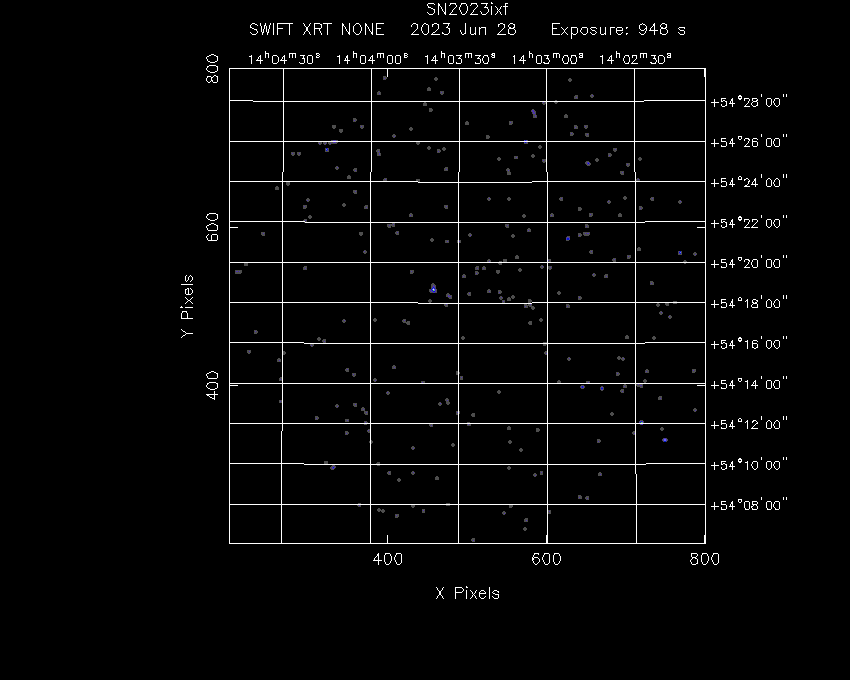 SN2023ixf
SWIFT XRT NONE 2023 Jun 28 Exposure: 948 s
14ʰ04ᵐ30ˢ 14ʰ04ᵐ00ˢ 14ʰ03ᵐ30ˢ 14ʰ03ᵐ00ˢ 14ʰ02ᵐ30ˢ
800
+54°28'00"
+54°26'00"
+54°24'00"
600
+54°22'00"
+54°20'00"
Y Pixels
+54°18'00"
+54°16'00"
400
+54°14'00"
+54°12'00"
+54°10'00"
+54°08'00"
400 600 800
X Pixels